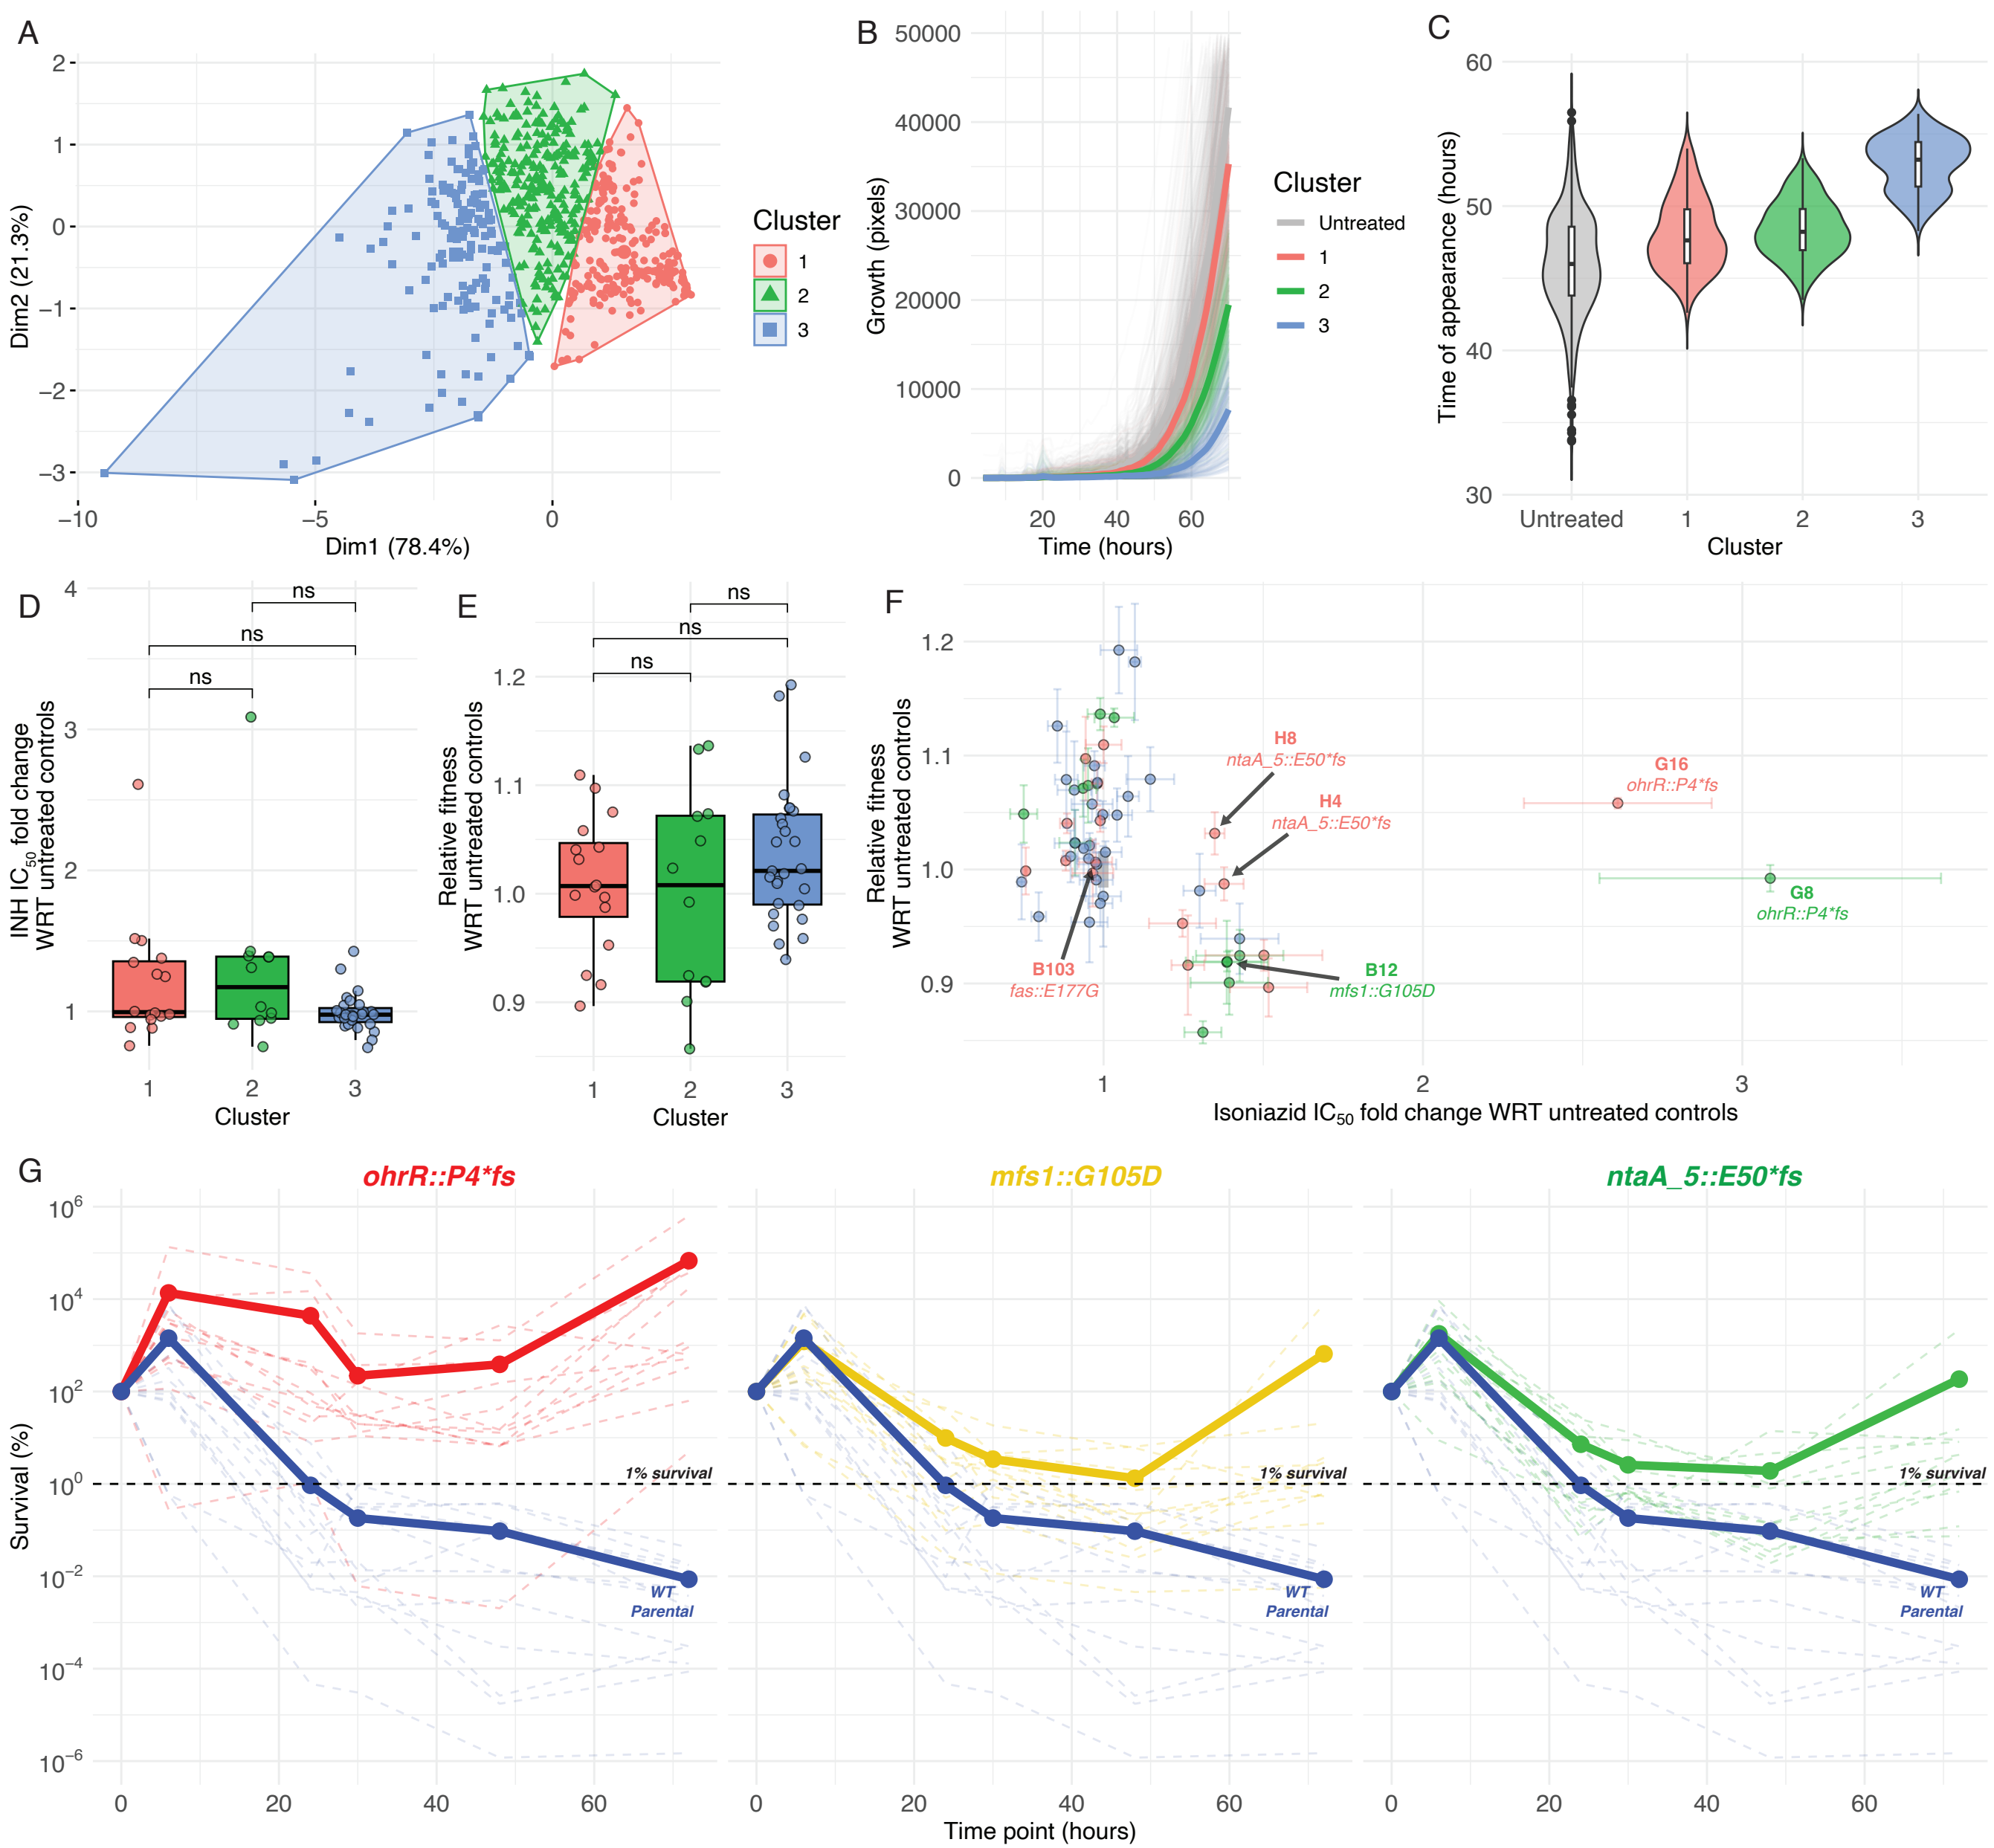 A
2
1
0
−1
−2
−3
−10
−5
0
Dim2 (21.3%)
Dim1 (78.4%)
Cluster
1
2
3
B
50000
40000
30000
20000
10000
0
20
40
60
Growth (pixels)
Time (hours)
Cluster
Untreated
1
2
3
C
60
50
40
30
Time of appearance (hours)
Untreated
1
2
3
Cluster
D
4
3
2
1
INH IC50 fold change
WRT untreated controls
ns
ns
ns
1
2
3
Cluster
E
1.2
1.1
1.0
0.9
Relative fitness
WRT untreated controls
ns
ns
ns
1
2
3
Cluster
F
1.2
1.1
1.0
0.9
Relative fitness
WRT untreated controls
H8
ntaA_5::E50*fs
H4
ntaA_5::E50*fs
G16
ohrR::P4*fs
G8
ohrR::P4*fs
B103
fas::E177G
B12
mfs1::G105D
1
2
3
Isoniazid IC50 fold change WRT untreated controls
G
ohrR::P4*fs
mfs1::G105D
ntaA_5::E50*fs
10^6
10^4
10^2
10^0
10^−2
10^−4
10^−6
Survival (%)
1% survival
1% survival
1% survival
WT
Parental
WT
Parental
WT
Parental
0
20
40
60
0
20
40
60
0
20
40
60
Time point (hours)